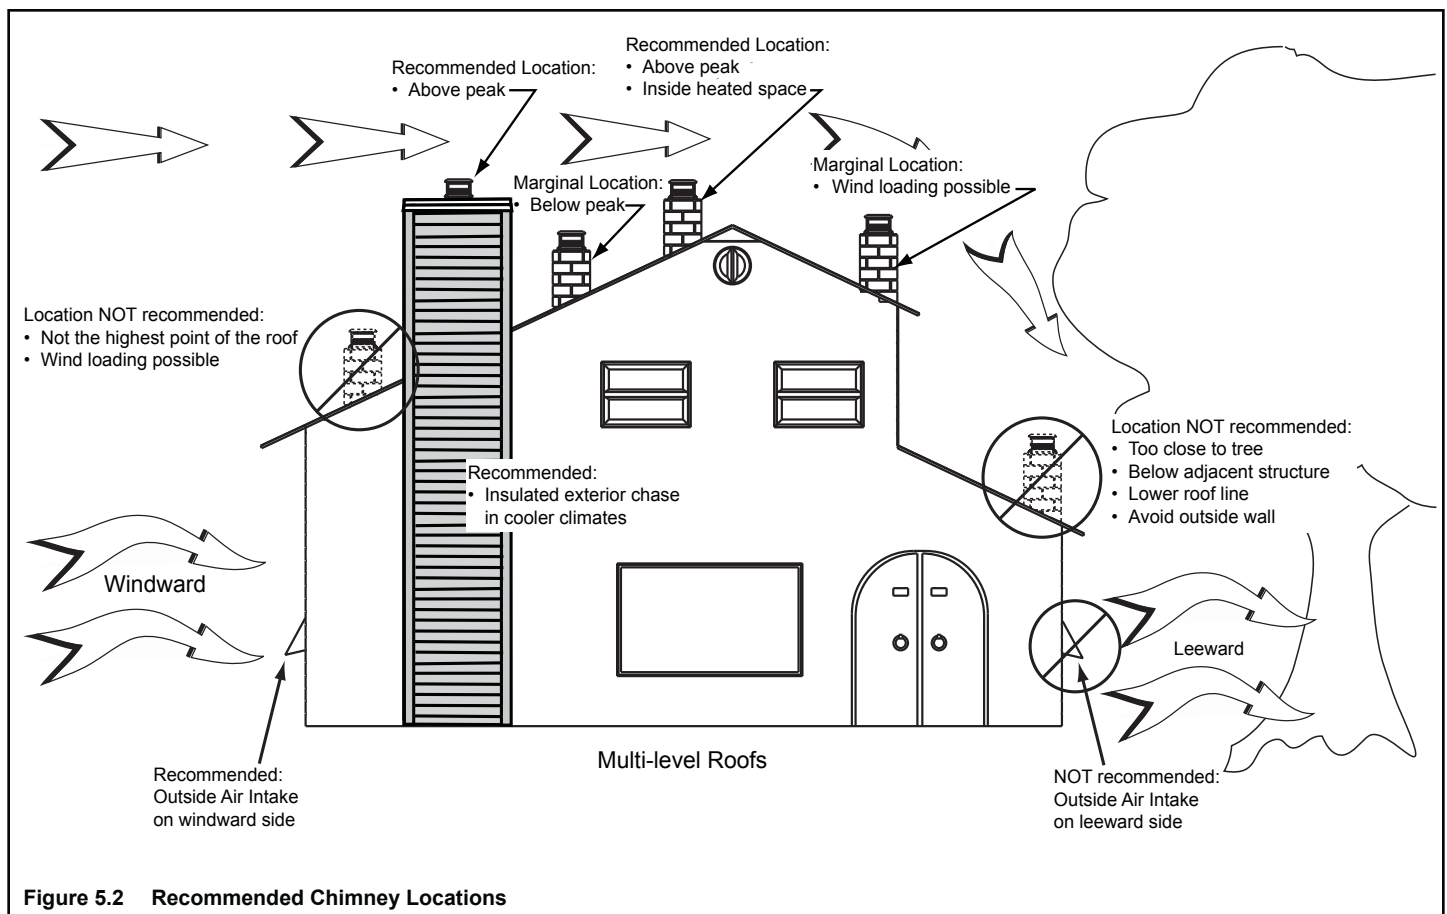 Recommended Location:
• Above peak
• Inside heated space
Recommended Location:
• Above peak
Marginal Location:
• Wind loading possible
Marginal Location:
• Below peak
Location NOT recommended:
• Not the highest point of the roof
• Wind loading possible
Location NOT recommended:
• Too close to tree
• Below adjacent structure
• Lower roof line
• Avoid outside wall
Recommended:
• Insulated exterior chase
in cooler climates
Windward
Leeward
Multi-level Roofs
Recommended:
Outside Air Intake
on windward side
NOT recommended:
Outside Air Intake
on leeward side
Figure 5.2 Recommended Chimney Locations